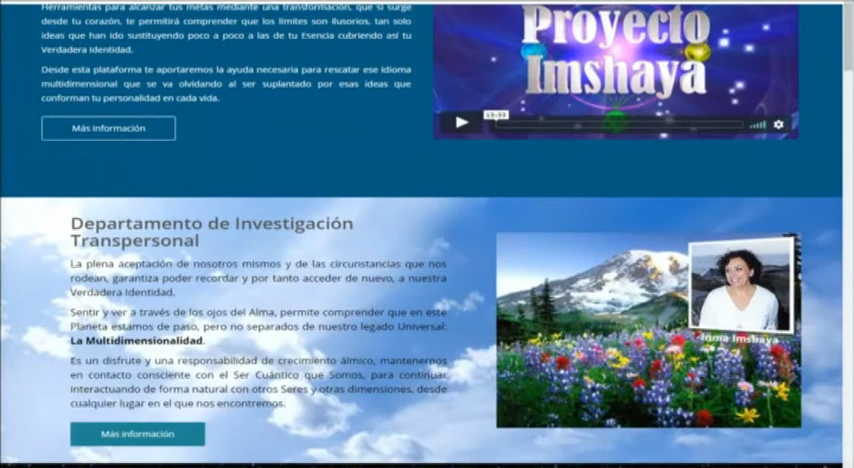 Herramientas para alcanzar tus metas mediante una transformación, que si surge
desde tu corazón, te permitirá comprender que los límites son ilusorios, tan solo
ideas que han ido sustituyendo poco a poco a las de tu Esencia cubriendo así tu
Verdadera Identidad.
Desde esta plataforma te aportaremos la ayuda necesaria para rescatar ese idioma
multidimensional que se va olvidando al ser suplantado por esas ideas que
conforman tu personalidad en cada vida.
Más información
Proyecto
Imshaya
13:33
Departamento de Investigación
Transpersonal
La plena aceptación de nosotros mismos y de las circunstancias que nos
rodean, garantiza poder recordar y por tanto acceder de nuevo, a nuestra
Verdadera Identidad.
Sentir y ver a través de los ojos del Alma, permite comprender que en este
Planeta estamos de paso, pero no separados de nuestro legado Universal:
La Multidimensionalidad.
Es un disfrute y una responsabilidad de crecimiento álmico, mantenernos
en contacto consciente con el Ser Cuántico que Somos, para continuar
interactuando de forma natural con otros Seres y otras dimensiones, desde
cualquier lugar en el que nos encontremos.
Más información
Inma Imshaya